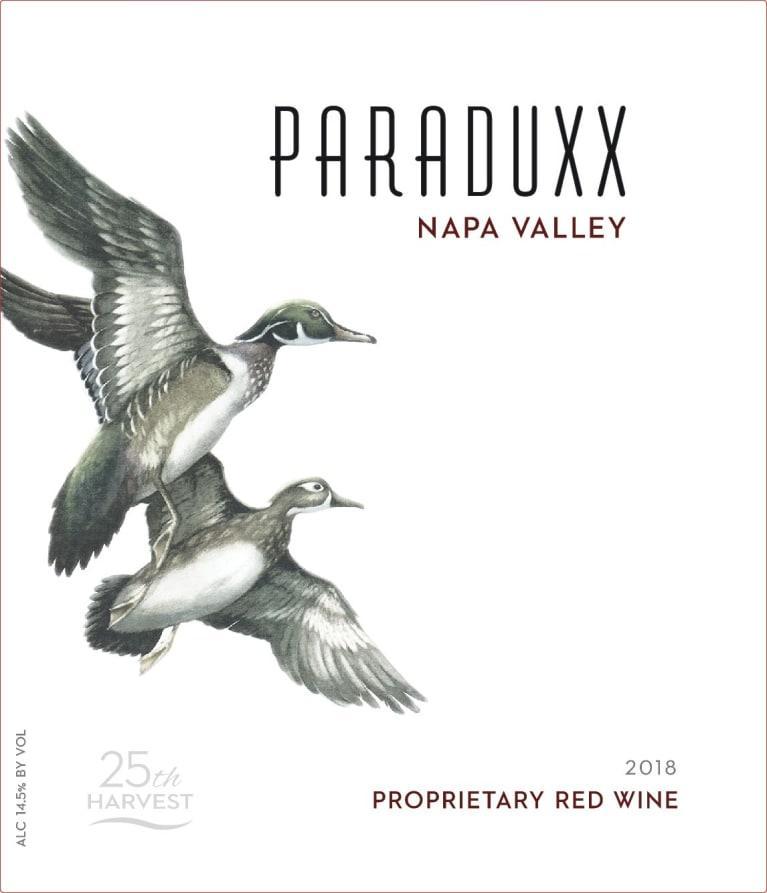 PARADUXX
NAPA VALLEY
ALC 14.5% BY VOL
25th
HARVEST
2018
PROPRIETARY RED WINE